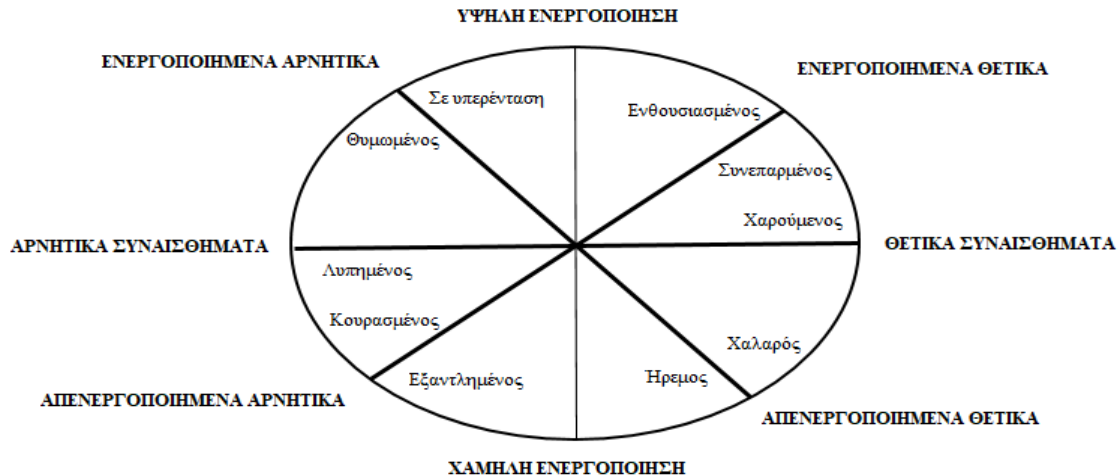 ΥΨΗΛΗ ΕΝΕΡΓΟΠΟΙΗΣΗ
ΕΝΕΡΓΟΠΟΙΗΜΕΝΑ ΑΡΝΗΤΙΚΑ
ΕΝΕΡΓΟΠΟΙΗΜΕΝΑ ΘΕΤΙΚΑ
Σε υπερένταση
Ενθουσιασμένος
Θυμωμένος
Συνεπαρμένος
Χαρούμενος
ΑΡΝΗΤΙΚΑ ΣΥΝΑΙΣΘΗΜΑΤΑ
ΘΕΤΙΚΑ ΣΥΝΑΙΣΘΗΜΑΤΑ
Λυπημένος
Κουρασμένος
Χαλαρός
Εξαντλημένος
Ήρεμος
ΑΠΕΝΕΡΓΟΠΟΙΗΜΕΝΑ ΑΡΝΗΤΙΚΑ
ΑΠΕΝΕΡΓΟΠΟΙΗΜΕΝΑ ΘΕΤΙΚΑ
ΧΑΜΗΛΗ ΕΝΕΡΓΟΠΟΙΗΣΗ